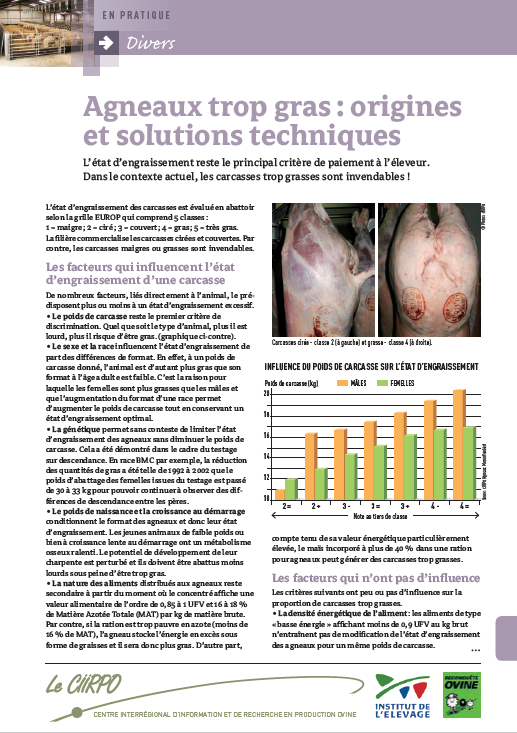 EN PRATIQUE
Divers
Agneaux trop gras : origines
et solutions techniques
L'état d'engraissement reste le principal critère de paiement à l'éleveur.
Dans le contexte actuel, les carcasses trop grasses sont invendables !
L'état d'engraissement des carcasses est évalué en abattoir
selon la grille EUROP qui comprend 5 classes :
1 = maigre ; 2 = ciré ; 3 = couvert ; 4 = gras ; 5 = très gras.
La filière commercialise les carcasses cirées et couvertes. Par
contre, les carcasses maigres ou grasses sont invendables.
Les facteurs qui influencent l'état
d'engraissement d'une carcasse
De nombreux facteurs, liés directement à l'animal, le pré-
disposent plus ou moins à un état d'engraissement excessif.
• Le poids de carcasse reste le premier critère de
discrimination. Quel que soit le type d'animal, plus il est
lourd, plus il risque d'être gras. (graphique ci-contre).
• Le sexe et la race influencent l'état d'engraissement de
part des différences de format. En effet, à un poids de
carcasse donné, l'animal est d'autant plus gras que son
format à l'âge adulte est faible. C'est la raison pour
laquelle les femelles sont plus grasses que les mâles et
que l'augmentation du format d'une race permet
d'augmenter le poids de carcasse tout en conservant un
état d'engraissement optimal.
• La génétique permet sans conteste de limiter l'état
d'engraissement des agneaux sans diminuer le poids de
carcasse. Cela a été démontré dans le cadre du testage
sur descendance. En race BMC par exemple, la réduction
des quantités de gras a été telle de 1992 à 2002 que le
poids d'abattage des femelles issues du testage est passé
de 30 à 33 kg pour pouvoir continuer à observer des dif-
férences de descendance entre les pères.
• Le poids de naissance et la croissance au démarrage
conditionnent le format des agneaux et donc leur état
d'engraissement. Les jeunes animaux de faible poids ou
bien à croissance lente au démarrage ont un métabolisme
osseux ralenti. Le potentiel de développement de leur
charpente est perturbé et ils doivent être abattus moins
lourds sous peine d'être trop gras.
• La nature des aliments distribués aux agneaux reste
secondaire à partir du moment où le concentré affiche une
valeur alimentaire de l'ordre de 0,85 à 1 UFV et 16 à 18 %
de Matière Azotée Totale (MAT) par kg de matière brute.
Par contre, si la ration est trop pauvre en azote (moins de
16 % de MAT), l'agneau stocke l'énergie en excès sous
forme de graisses et il sera donc plus gras. D'autre part,
Carcasses cirée - classe 2 (à gauche) et grasse - classe 4 (à droite).
INFLUENCE DU POIDS DE CARCASSE SUR L'ÉTAT D'ENGRAISSEMENT
Poids de carcasse (kg)
MÂLES
FEMELLES
20
18
16
14
12
10
2 =
2 +
3 -
3 =
3 +
4 -
4 =
Note au tiers de classe
compte tenu de sa valeur énergétique particulièrement
élevée, le maïs incorporé à plus de 40 % dans une ration
pour agneaux peut générer des carcasses trop grasses.
Les facteurs qui n'ont pas d'influence
Les critères suivants ont peu ou pas d'influence sur la
proportion de carcasses trop grasses.
• La densité énergétique de l'aliment : les aliments de type
« basse énergie » affichant moins de 0,9 UFV au kg brut
n'entraînent pas de modification de l'état d'engraissement
des agneaux pour un même poids de carcasse.
...
Le CIIRPO
CENTRE INTERRÉGIONAL D'INFORMATION ET DE RECHERCHE EN PRODUCTION OVINE
INSTITUT DE
L'ELEVAGE
RECONQUÊTE
OVINE